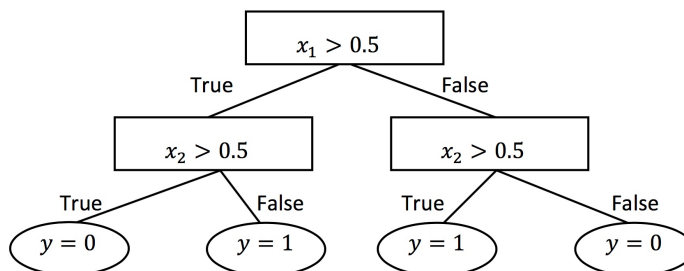 x₁ > 0.5
True False
x₂ > 0.5 x₂ > 0.5
True False True False
y = 0 y = 1 y = 1 y = 0